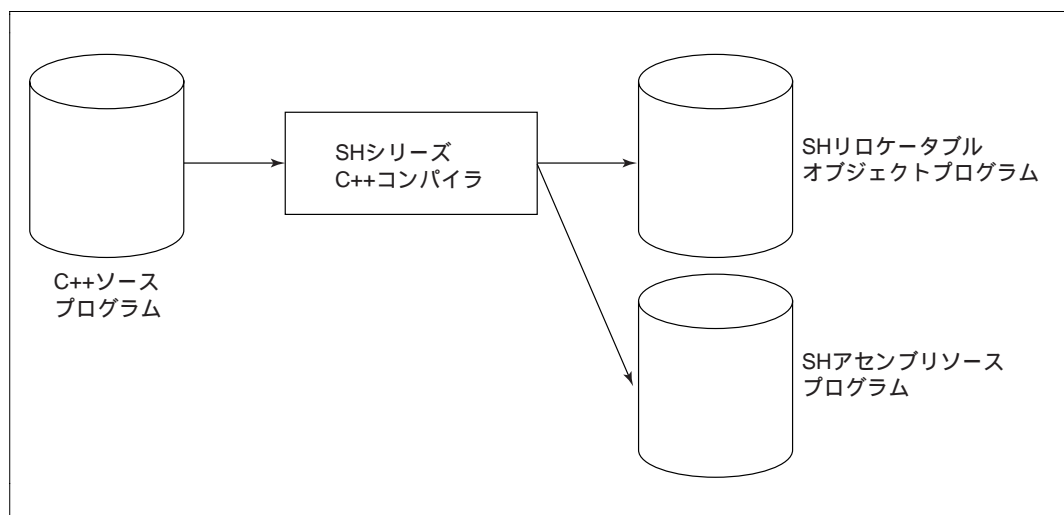 C++ソース
プログラム
SHシリーズ
C++コンパイラ
SHリロケータブル
オブジェクトプログラム
SHアセンブリソース
プログラム